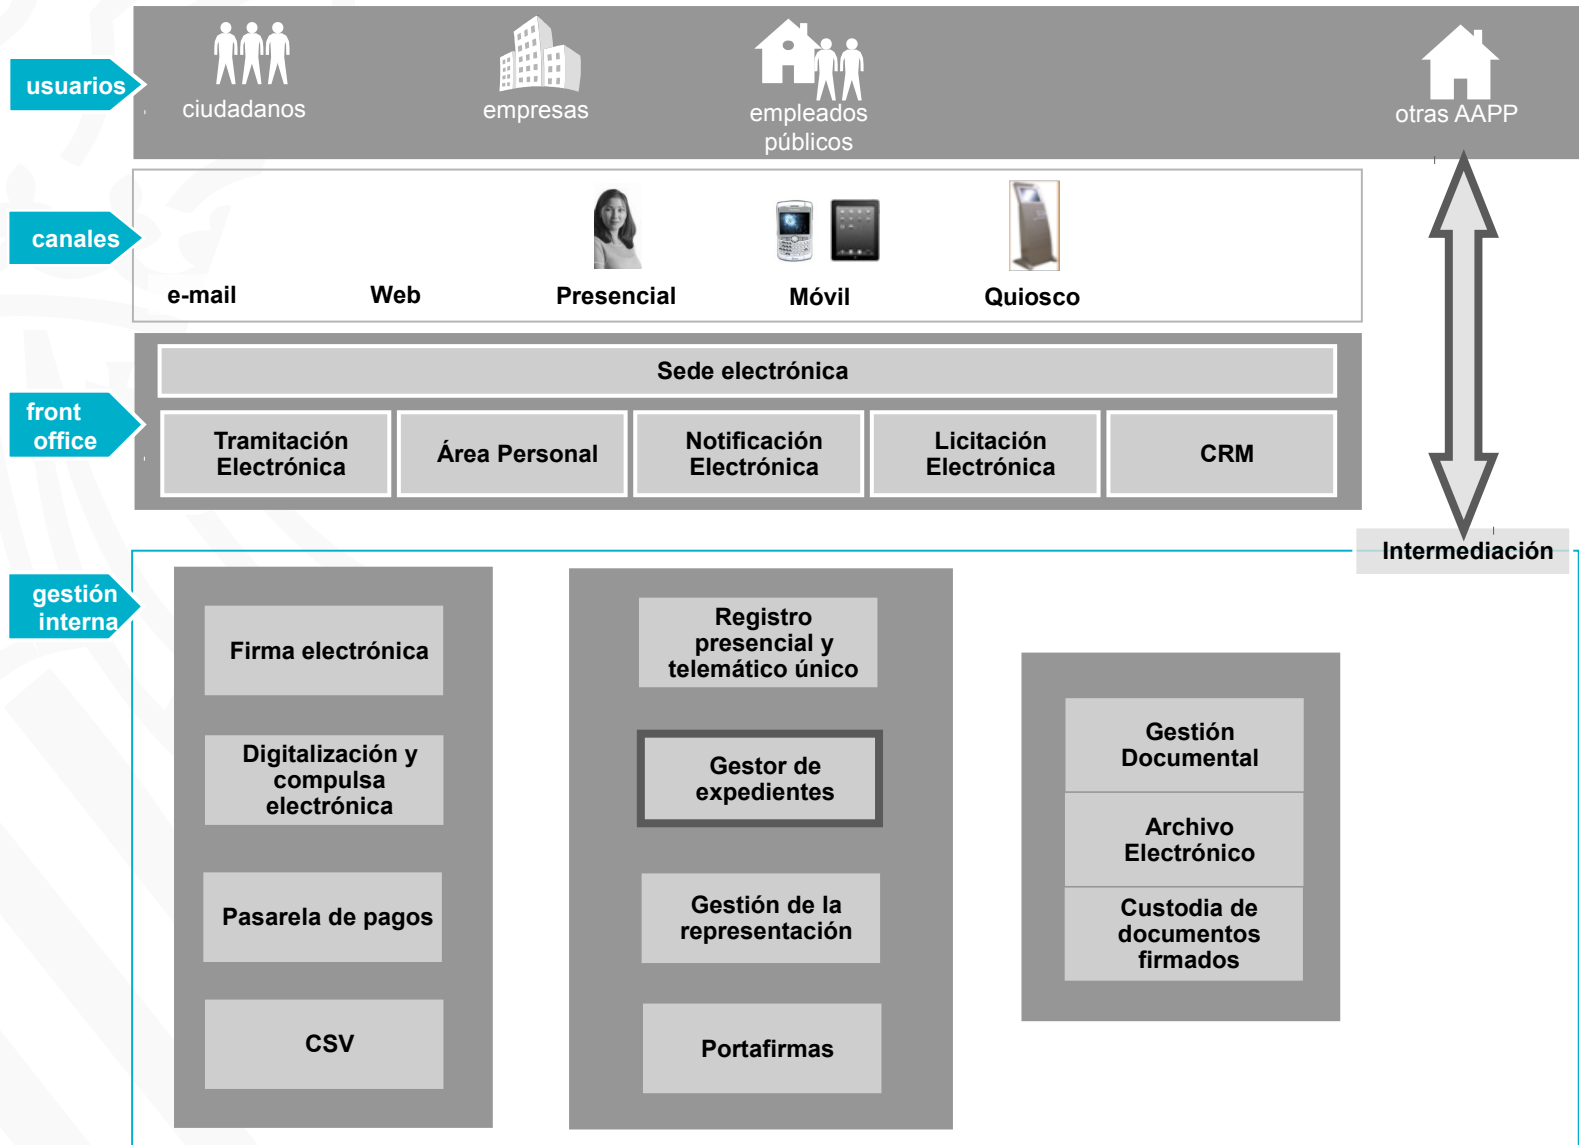 usuarios
ciudadanos
empresas
empleados
públicos
otras AAPP
canales
e-mail
Web
Presencial
Móvil
Quiosco
front
office
Sede electrónica
Tramitación
Electrónica
Área Personal
Notificación
Electrónica
Licitación
Electrónica
CRM
Intermediación
gestión
interna
Firma electrónica
Digitalización y
compulsa
electrónica
Pasarela de pagos
CSV
Registro
presencial y
telemático único
Gestor de
expedientes
Gestión de la
representación
Portafirmas
Gestión
Documental
Archivo
Electrónico
Custodia de
documentos
firmados